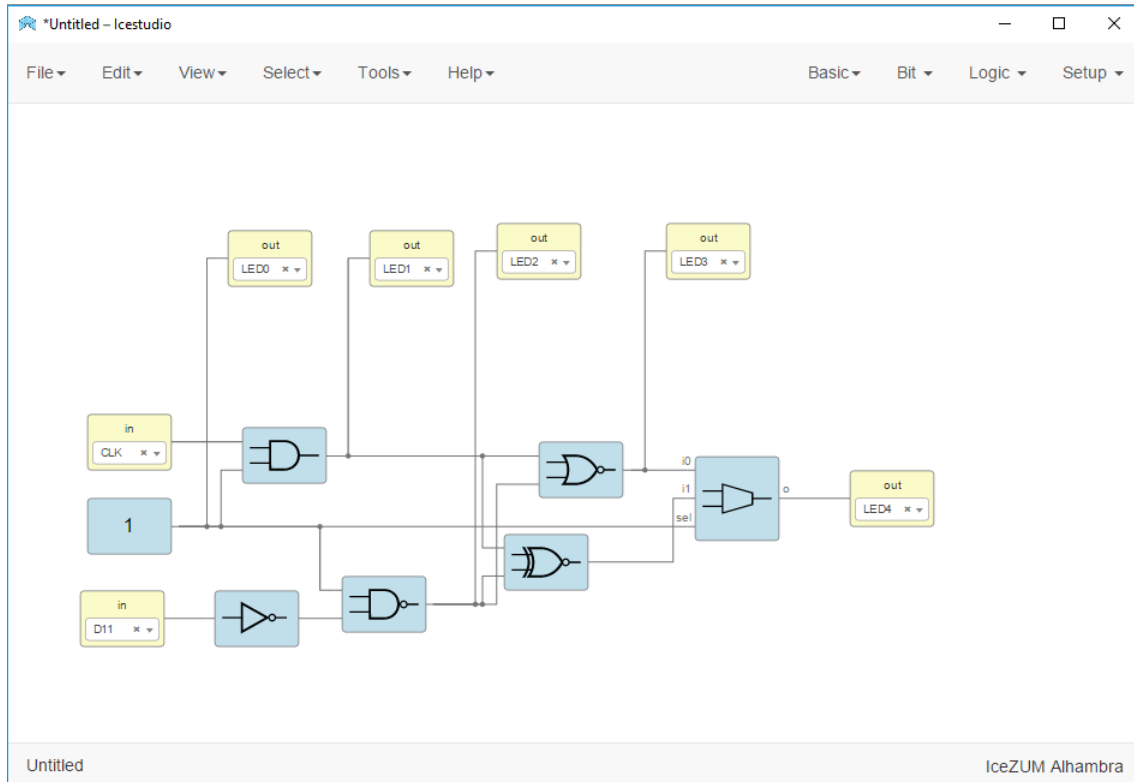 *Untitled – Icestudio
File Edit View Select Tools Help Basic Bit Logic Setup
out
LED0
out
LED1
out
LED2
out
LED3
in
CLK
1
in
D11
i0
i1
sel
o
out
LED4
Untitled IceZUM Alhambra